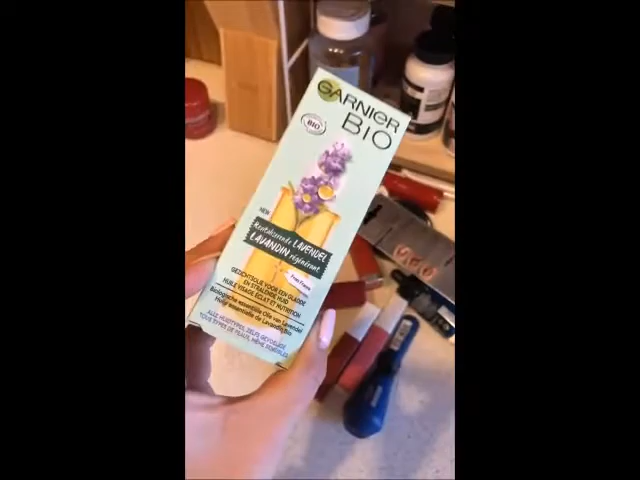 GARNIER
BIO
BIO
NEW
Revitaliserende LAVENDEL
LAVANDIN régénérant
GEZICHTSOLIE VOOR EEN GLADDE
EN STRALENDE HUID
HUILE VISAGE ÉCLAT ET NUTRITION
Biologische essentiële Olie van Lavendel
Huile essentielle de Lavandin Bio
ALLE HUIDTYPES, ZELFS GEVOELIGE
TOUS TYPES DE PEAUX, MÊME SENSIBLES